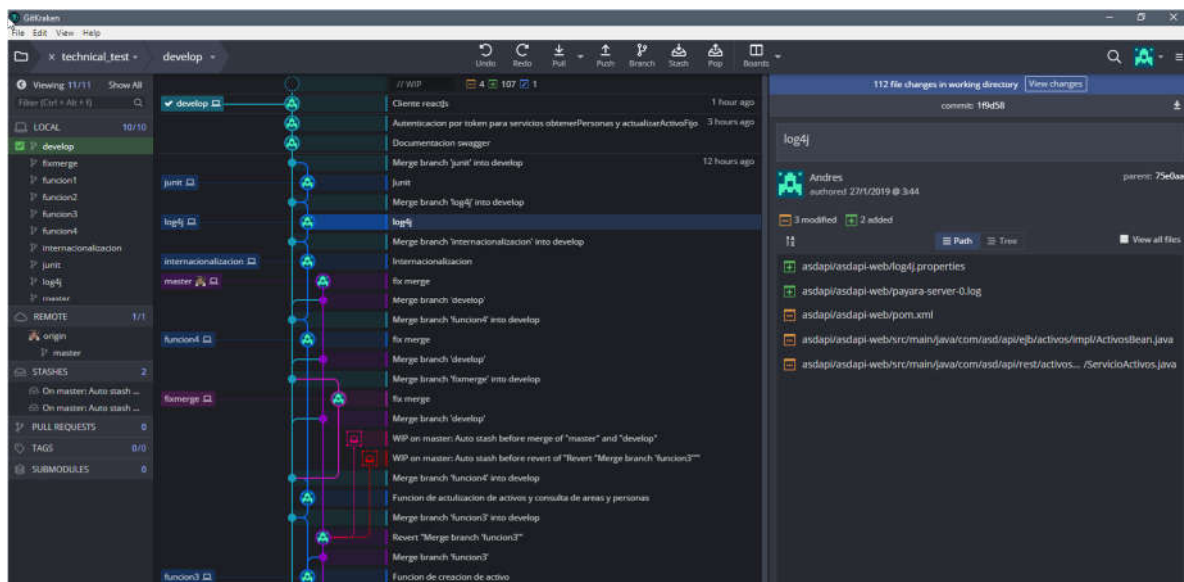 GitKraken
File Edit View Help
technical_test
develop
Undo
Redo
Pull
Push
Branch
Stash
Pop
Boards
Viewing 11/11 Show All
Filter (Ctrl + Alt + f)
LOCAL 10/10
develop
fixmerge
funcion1
funcion2
funcion3
funcion4
internacionalizacion
junit
log4j
master
REMOTE 1/1
origin
master
STASHES 2
On master: Auto stash ...
On master: Auto stash ...
PULL REQUESTS 0
TAGS 0/0
SUBMODULES 0
// WIP 4 107 1
develop Cliente reactJs 1 hour ago
Autenticacion por token para servicios obtenerPersonas y actualizarActivoFijo 3 hours ago
Documentacion swagger
Merge branch 'junit' into develop 12 hours ago
junit Junit
Merge branch 'log4j' into develop
log4j log4j
Merge branch 'internacionalizacion' into develop
internacionalizacion Internacionalizacion
master fix merge
Merge branch 'develop'
Merge branch 'funcion4' into develop
funcion4 fix merge
Merge branch 'develop'
Merge branch 'fixmerge' into develop
fixmerge fix merge
Merge branch 'develop'
WIP on master: Auto stash before merge of "master" and "develop"
WIP on master: Auto stash before revert of "Revert "Merge branch 'funcion3'""
Merge branch 'funcion4' into develop
Funcion de actulizacion de activos y consulta de areas y personas
Merge branch 'funcion3' into develop
Revert "Merge branch 'funcion3'"
Merge branch 'funcion3'
funcion3 Funcion de creacion de activo
112 file changes in working directory View changes
commit: 1f9d58
log4j
Andres
authored 27/1/2019 @ 3:44
parent: 75e0aa
3 modified 2 added
Path Tree View all files
asdapi/asdapi-web/log4j.properties
asdapi/asdapi-web/payara-server-0.log
asdapi/asdapi-web/pom.xml
asdapi/asdapi-web/src/main/java/com/asd/api/ejb/activos/impl/ActivosBean.java
asdapi/asdapi-web/src/main/java/com/asd/api/rest/activos... /ServicioActivos.java